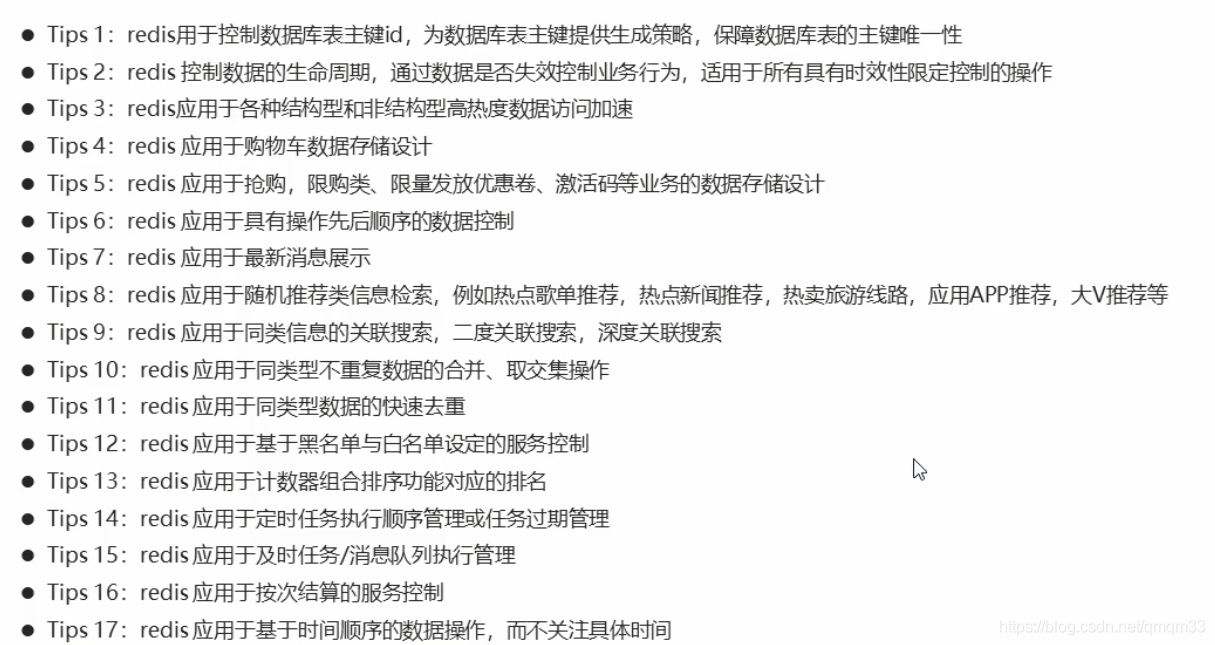 ● Tips 1：redis用于控制数据库表主键id，为数据库表主键提供生成策略，保障数据库表的主键唯一性
● Tips 2：redis 控制数据的生命周期，通过数据是否失效控制业务行为，适用于所有具有时效性限定控制的操作
● Tips 3：redis应用于各种结构型和非结构型高热度数据访问加速
● Tips 4：redis 应用于购物车数据存储设计
● Tips 5：redis 应用于抢购，限购类、限量发放优惠卷、激活码等业务的数据存储设计
● Tips 6：redis 应用于具有操作先后顺序的数据控制
● Tips 7：redis 应用于最新消息展示
● Tips 8：redis 应用于随机推荐类信息检索，例如热点歌单推荐，热点新闻推荐，热卖旅游线路，应用APP推荐，大V推荐等
● Tips 9：redis 应用于同类信息的关联搜索，二度关联搜索，深度关联搜索
● Tips 10：redis 应用于同类型不重复数据的合并、取交集操作
● Tips 11：redis 应用于同类型数据的快速去重
● Tips 12：redis 应用于基于黑名单与白名单设定的服务控制
● Tips 13：redis 应用于计数器组合排序功能对应的排名
● Tips 14：redis 应用于定时任务执行顺序管理或任务过期管理
● Tips 15：redis 应用于及时任务/消息队列执行管理
● Tips 16：redis 应用于按次结算的服务控制
● Tips 17：redis 应用于基于时间顺序的数据操作，而不关注具体时间
https://blog.csdn.net/qmqm33